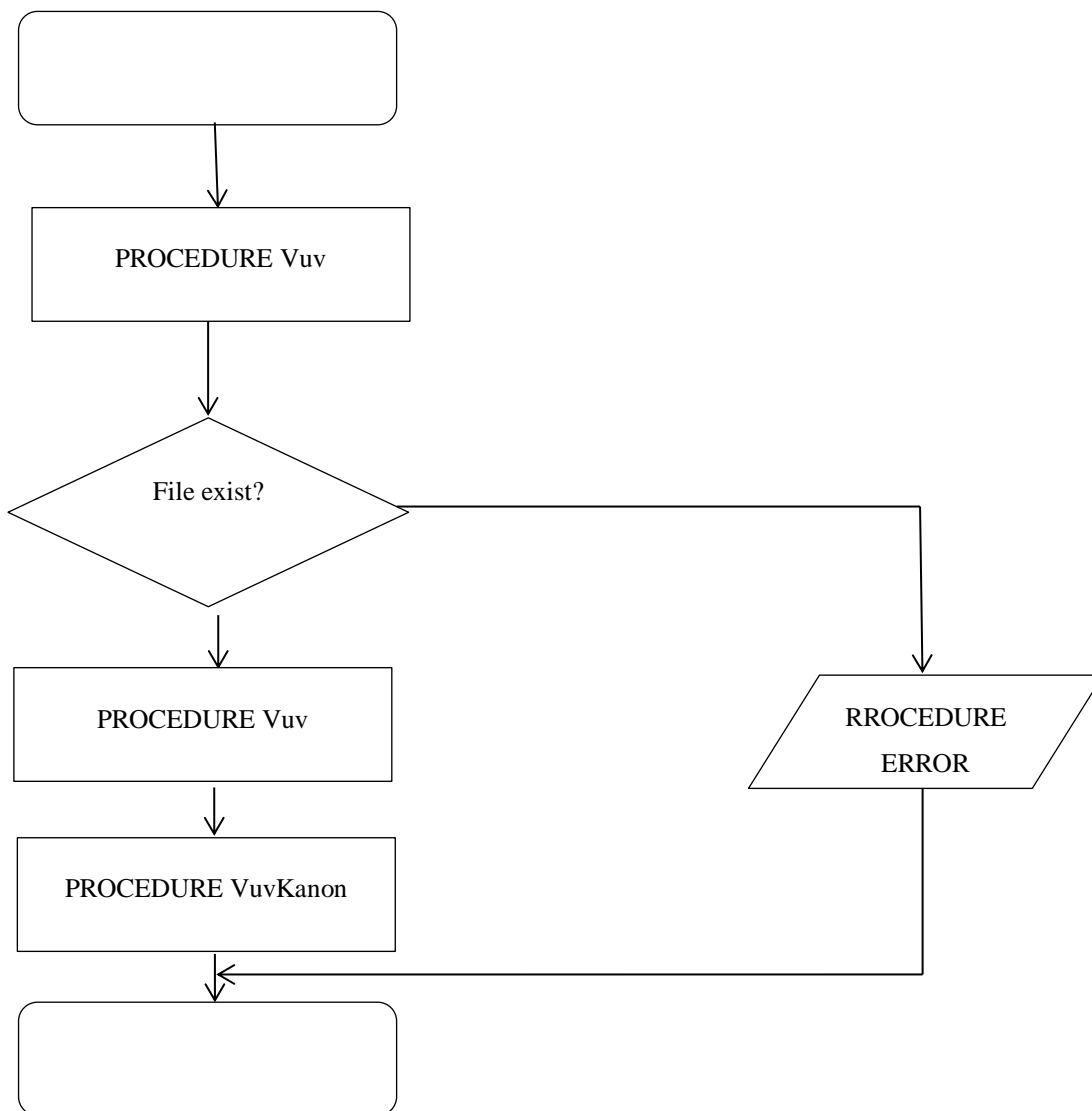 PROCEDURE Vuv
File exist?
PROCEDURE Vuv
RROCEDURE
ERROR
PROCEDURE VuvKanon